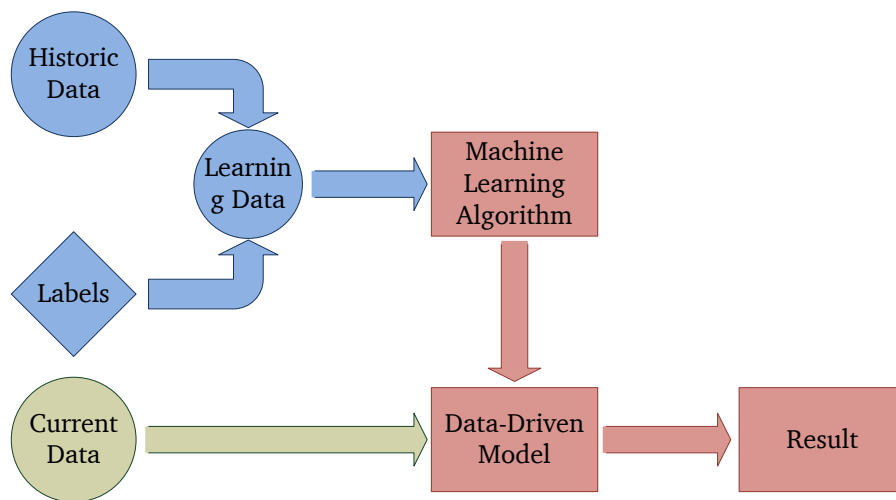 Historic
Data
Learnin
g Data
Machine
Learning
Algorithm
Labels
Current
Data
Data-Driven
Model
Result